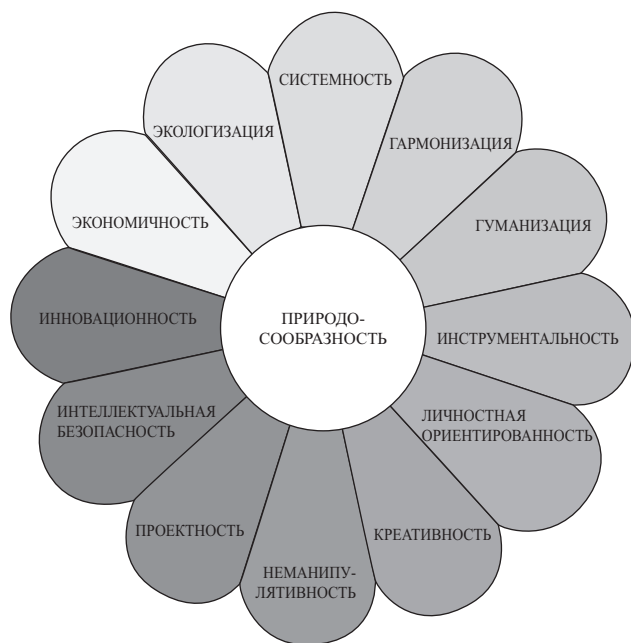 СИСТЕМНОСТЬ
ГАРМОНИЗАЦИЯ
ГУМАНИЗАЦИЯ
ИНСТРУМЕНТАЛЬНОСТЬ
ЛИЧНОСТНАЯ
ОРИЕНТИРОВАННОСТЬ
КРЕАТИВНОСТЬ
НЕМАНИПУ-
ЛЯТИВНОСТЬ
ПРОЕКТНОСТЬ
ИНТЕЛЛЕКТУАЛЬНАЯ
БЕЗОПАСНОСТЬ
ИННОВАЦИОННОСТЬ
ЭКОНОМИЧНОСТЬ
ЭКОЛОГИЗАЦИЯ
ПРИРОДО-
СООБРАЗНОСТЬ